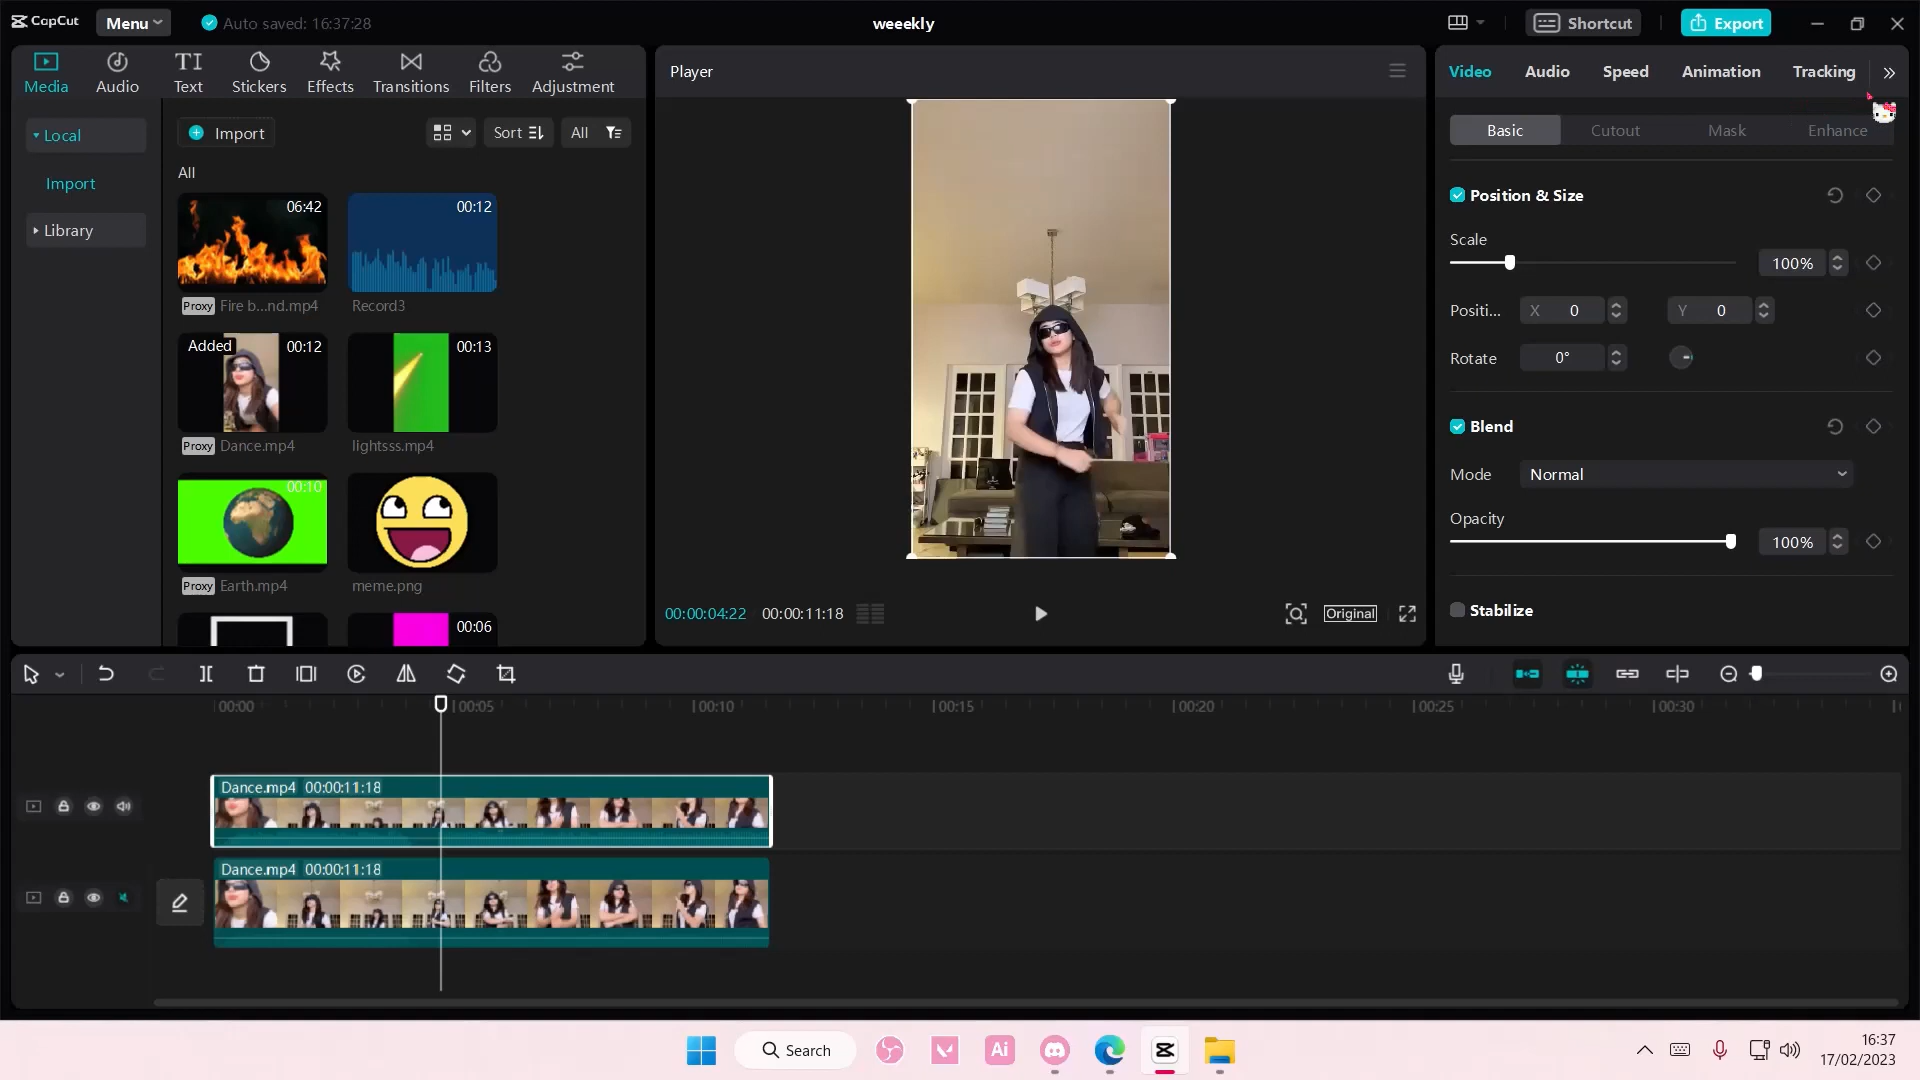 CapCut
Menu
Auto saved: 16:37:28
weeekly
Shortcut
Export
Media
Audio
Text
Stickers
Effects
Transitions
Filters
Adjustment
Local
Import
Library
Import
Sort
All
All
06:42
Proxy Fire b...nd.mp4
00:12
Record3
Added
00:12
Proxy Dance.mp4
00:13
lightsss.mp4
00:10
Proxy Earth.mp4
meme.png
00:06
Player
00:00:04:22
00:00:11:18
Original
Video
Audio
Speed
Animation
Tracking
Basic
Cutout
Mask
Enhance
Position & Size
Scale
100%
Positi...
X 0
Y 0
Rotate
0°
Blend
Mode
Normal
Opacity
100%
Stabilize
00:00
00:05
00:10
00:15
00:20
00:25
00:30
Dance.mp4 00:00:11:18
Dance.mp4 00:00:11:18
Search
Ai
16:37
17/02/2023